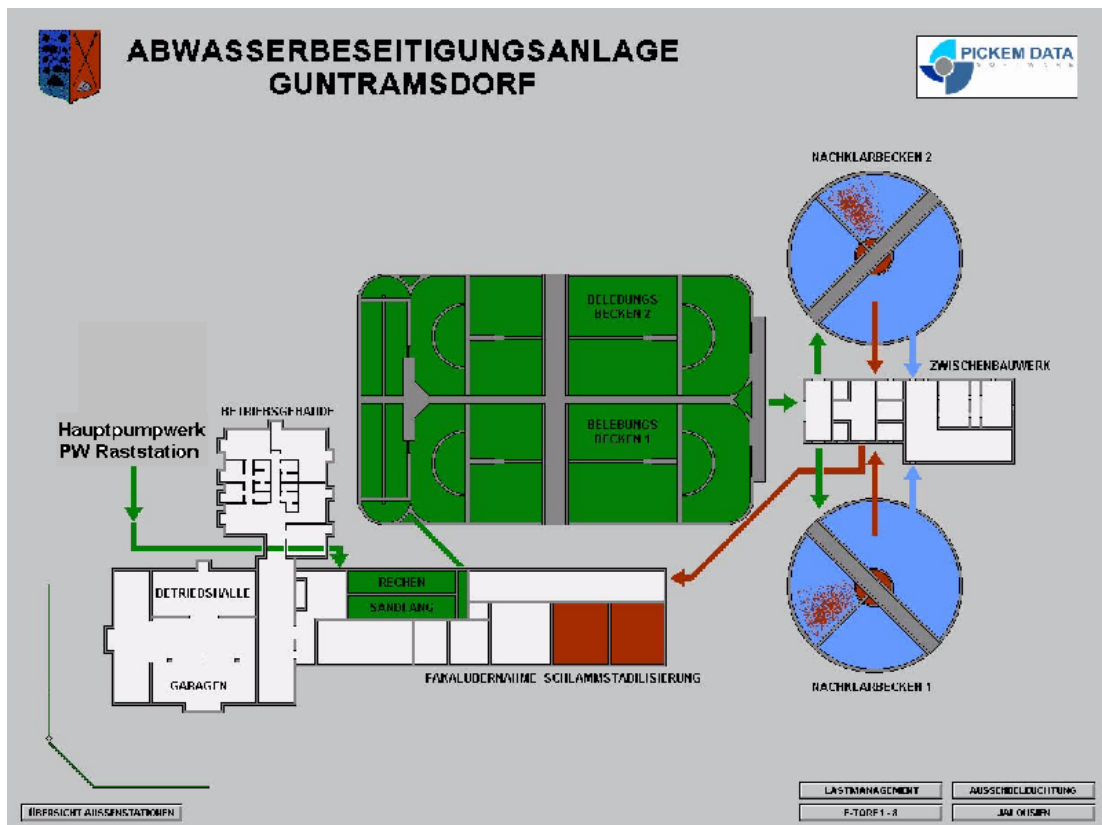 ABWASSERBESEITIGUNGSANLAGE
GUNTRAMSDORF
PICKEM DATA
SOFTWARE
NACHKLÄRBECKEN 2
BELEBUNGS
BECKEN 2
ZWISCHENBAUWERK
BETRIEBSGEBÄUDE
Hauptpumpwerk
PW Raststation
BELEBUNGS
BECKEN 1
RECHEN
BETRIEBSHALLE
SANDFANG
FÄKALÜBERNAHME SCHLAMMSTABILISIERUNG
GARAGEN
NACHKLÄRBECKEN 1
LASTMANAGEMENT
AUSSENBELEUCHTUNG
ÜBERSICHT AUSSENSTATIONEN
E-TORE 1 - 8
JALOUSIEN